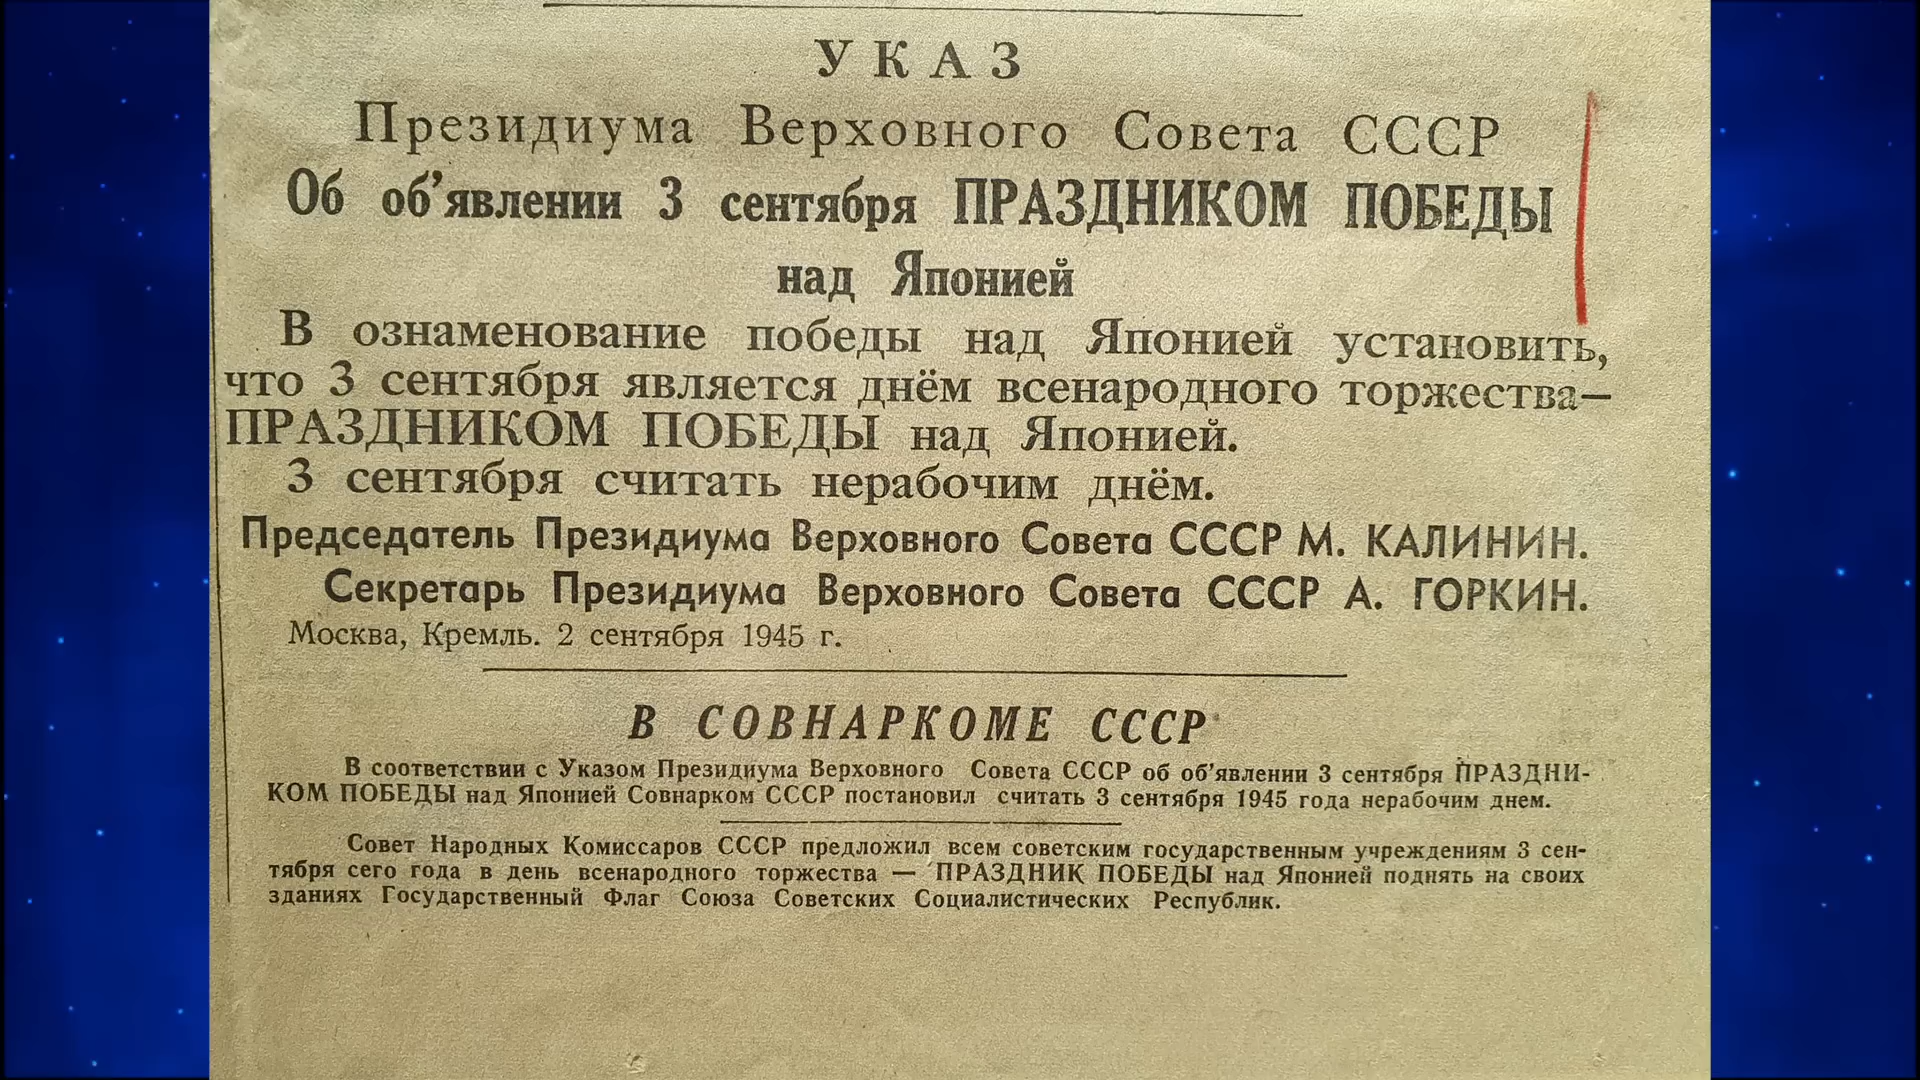 УКАЗ
Президиума Верховного Совета СССР
Об об’явлении 3 сентября ПРАЗДНИКОМ ПОБЕДЫ
над Японией
В ознаменование победы над Японией установить,
что 3 сентября является днём всенародного торжества—
ПРАЗДНИКОМ ПОБЕДЫ над Японией.
3 сентября считать нерабочим днём.
Председатель Президиума Верховного Совета СССР М. КАЛИНИН.
Секретарь Президиума Верховного Совета СССР А. ГОРКИН.
Москва, Кремль. 2 сентября 1945 г.
В СОВНАРКОМЕ СССР
В соответствии с Указом Президиума Верховного Совета СССР об об’явлении 3 сентября ПРАЗДНИ-
КОМ ПОБЕДЫ над Японией Совнарком СССР постановил считать 3 сентября 1945 года нерабочим днем.
Совет Народных Комиссаров СССР предложил всем советским государственным учреждениям 3 сен-
тября сего года в день всенародного торжества — ПРАЗДНИК ПОБЕДЫ над Японией поднять на своих
зданиях Государственный Флаг Союза Советских Социалистических Республик.